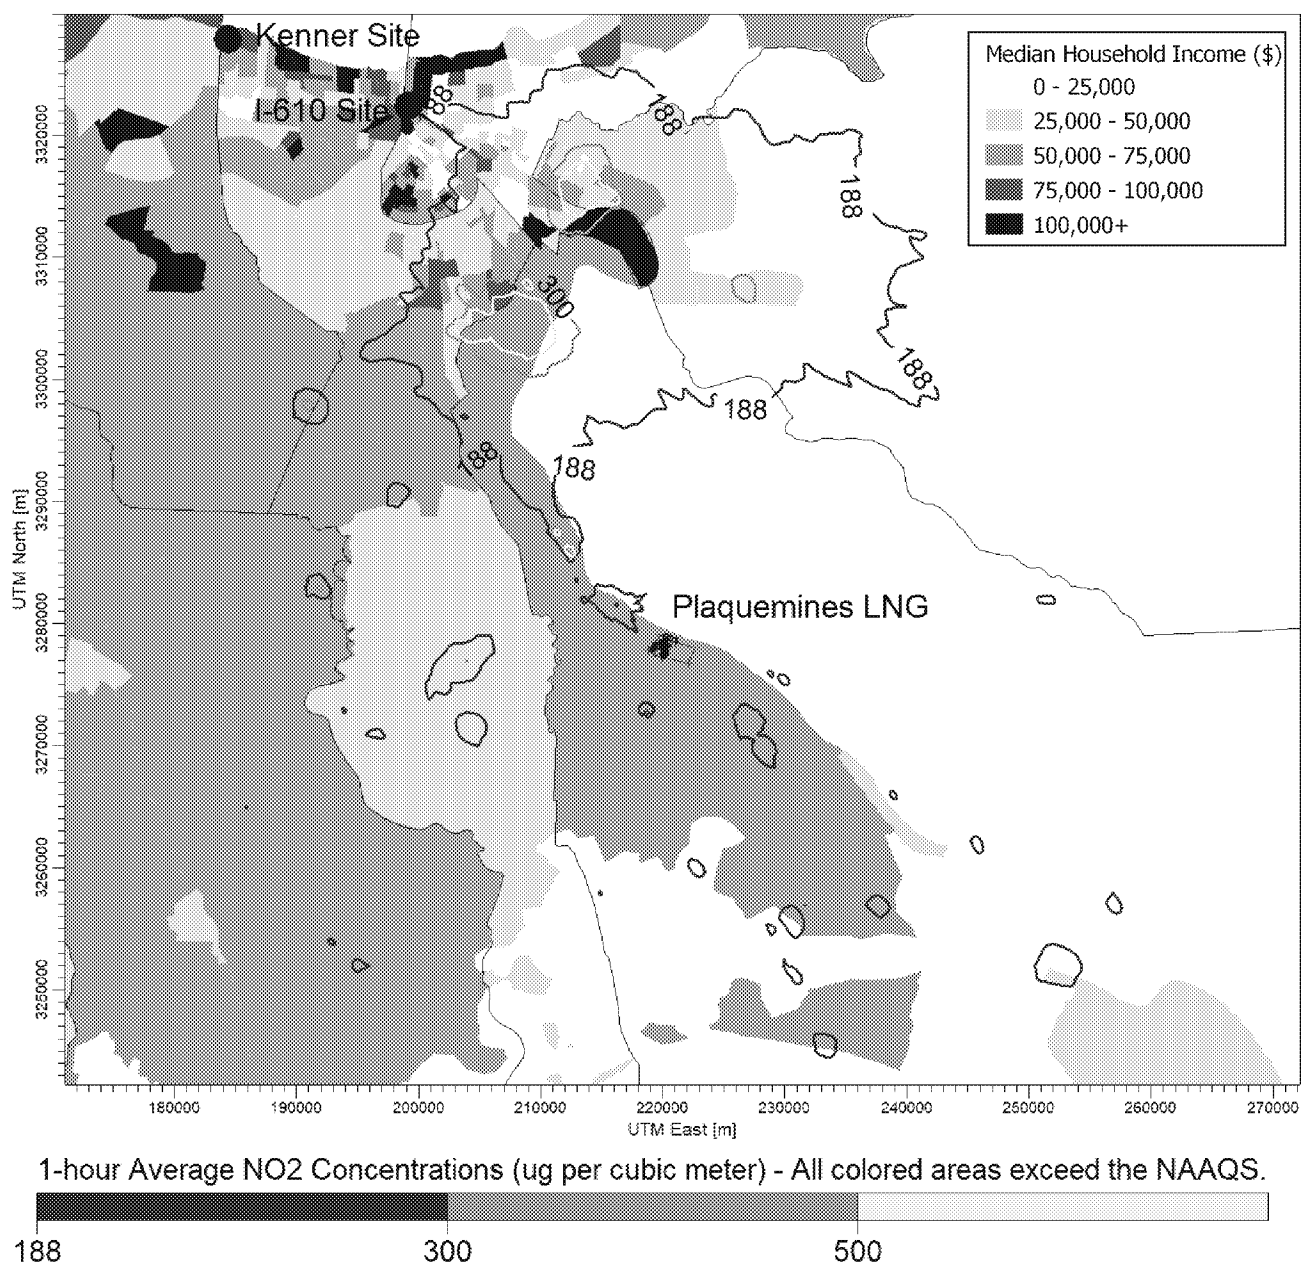 Kenner Site
I-610 Site
88
188
188
188
188
188
188
300
Plaquemines LNG
Median Household Income ($)
0 - 25,000
25,000 - 50,000
50,000 - 75,000
75,000 - 100,000
100,000+
UTM North [m]
3320000
3310000
3300000
3290000
3280000
3270000
3260000
3250000
180000 190000 200000 210000 220000 230000 240000 250000 260000 270000
UTM East [m]
1-hour Average NO2 Concentrations (ug per cubic meter) - All colored areas exceed the NAAQS.
188 300 500